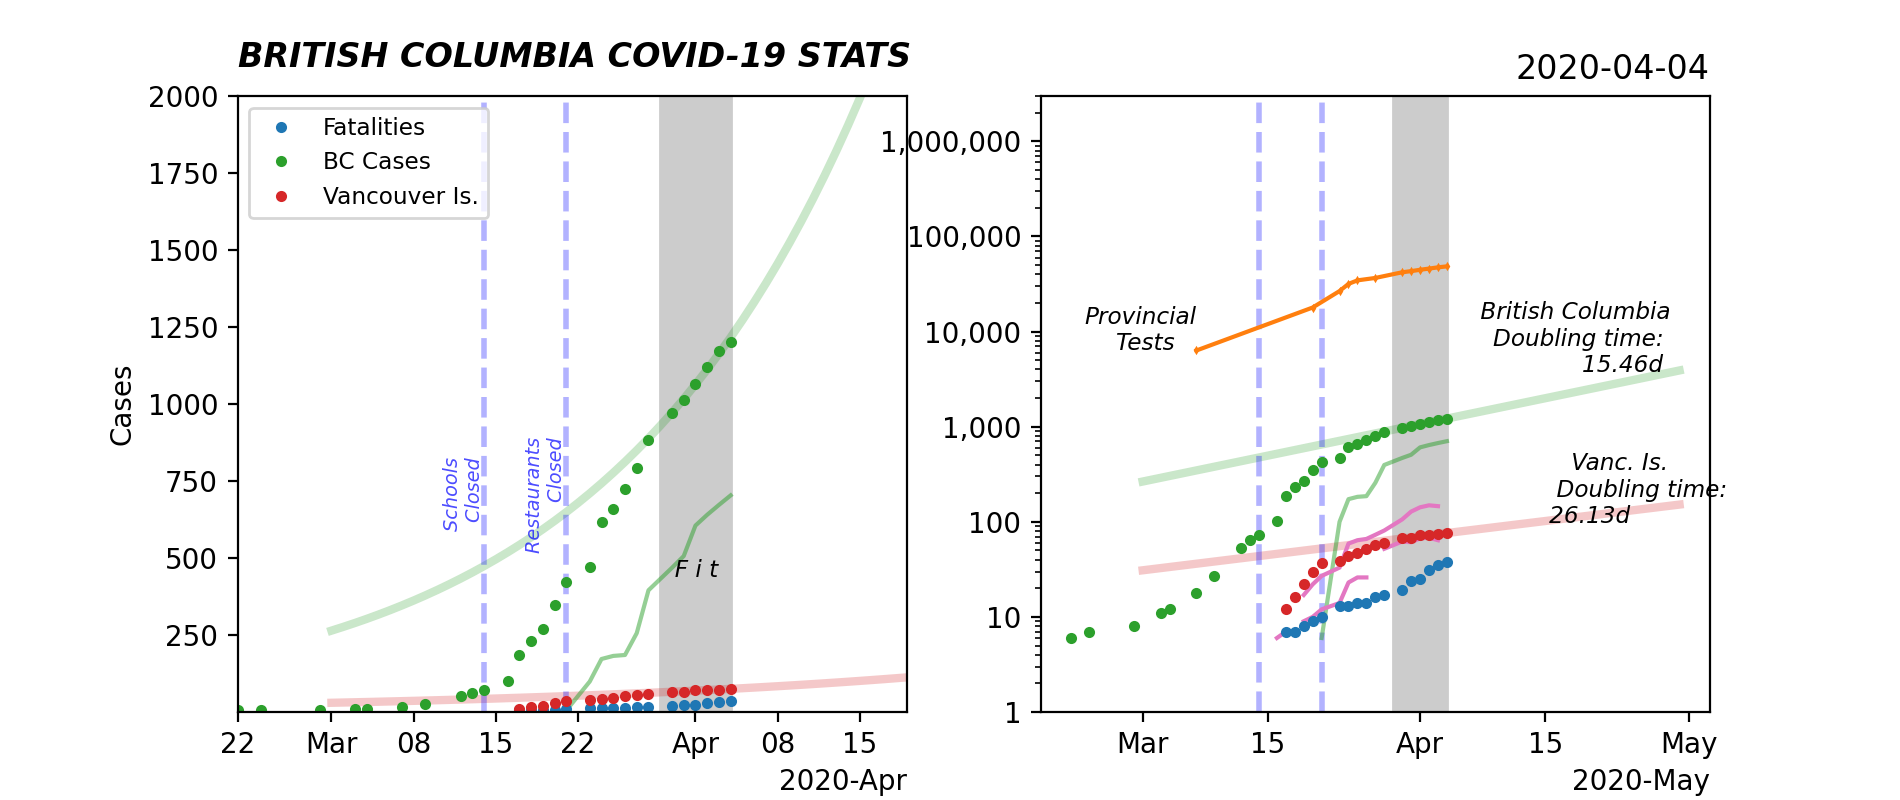 BRITISH COLUMBIA COVID-19 STATS
2020-04-04
2000
1750
1500
1250
1000
750
500
250
Cases
Fatalities
BC Cases
Vancouver Is.
Schools
Closed
Restaurants
Closed
F i t
22
Mar
08
15
22
Apr
08
15
2020-Apr
1,000,000
100,000
10,000
1,000
100
10
1
Provincial
Tests
British Columbia
Doubling time:
15.46d
Vanc. Is.
Doubling time:
26.13d
Mar
15
Apr
15
May
2020-May